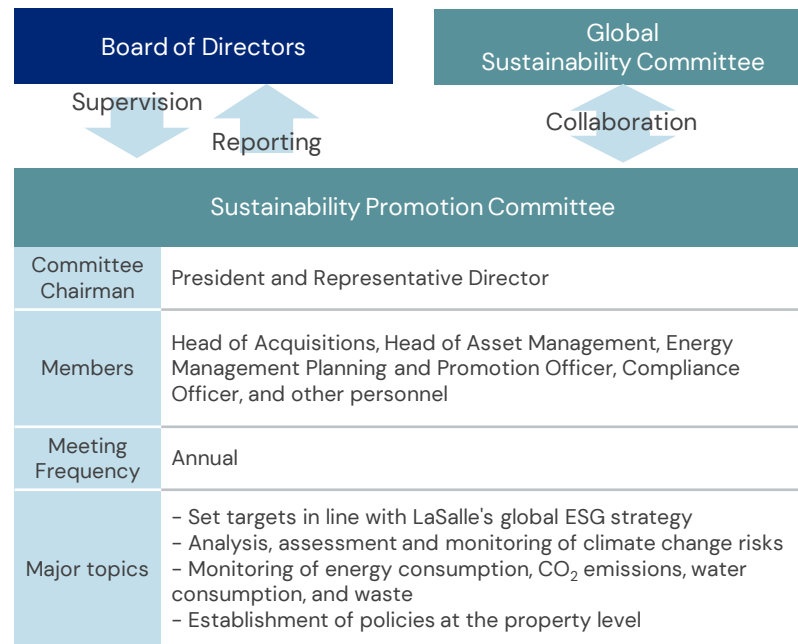 Board of Directors
Global
Sustainability Committee
Supervision
Reporting
Collaboration
Sustainability Promotion Committee
Committee
Chairman
President and Representative Director
Members
Head of Acquisitions, Head of Asset Management, Energy
Management Planning and Promotion Officer, Compliance
Officer, and other personnel
Meeting
Frequency
Annual
Major topics
- Set targets in line with LaSalle's global ESG strategy
- Analysis, assessment and monitoring of climate change risks
- Monitoring of energy consumption, CO₂ emissions, water
consumption, and waste
- Establishment of policies at the property level